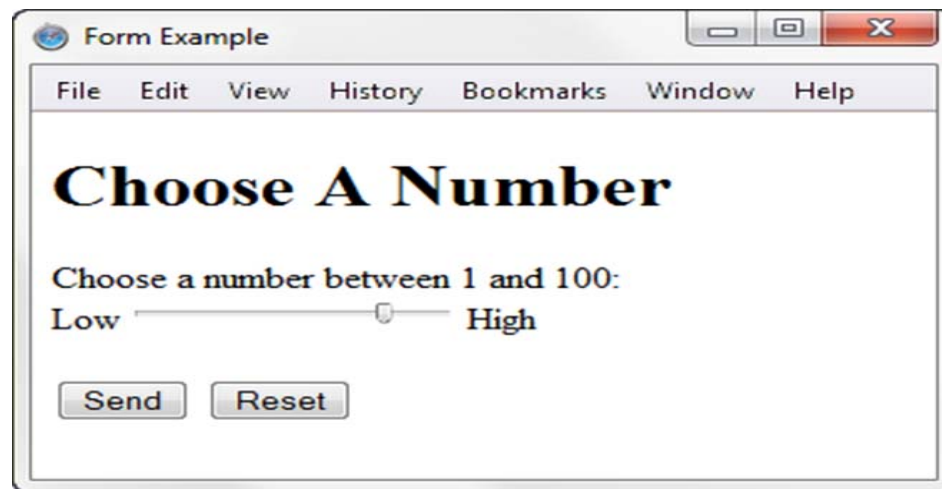 Form Example
File Edit View History Bookmarks Window Help
Choose A Number
Choose a number between 1 and 100:
Low High
Send Reset